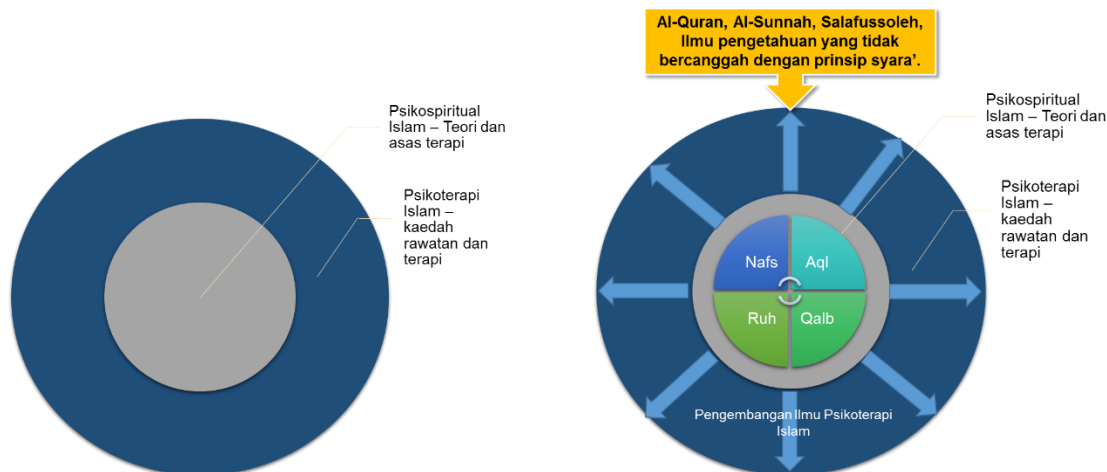 Psikospiritual
Islam – Teori dan
asas terapi
Psikoterapi
Islam –
kaedah
rawatan dan
terapi
Al-Quran, Al-Sunnah, Salafussoleh,
Ilmu pengetahuan yang tidak
bercanggah dengan prinsip syara’.
Psikospiritual
Islam – Teori dan
asas terapi
Psikoterapi
Islam –
kaedah
rawatan dan
terapi
Nafs
Aql
Ruh
Qalb
Pengembangan Ilmu Psikoterapi
Islam